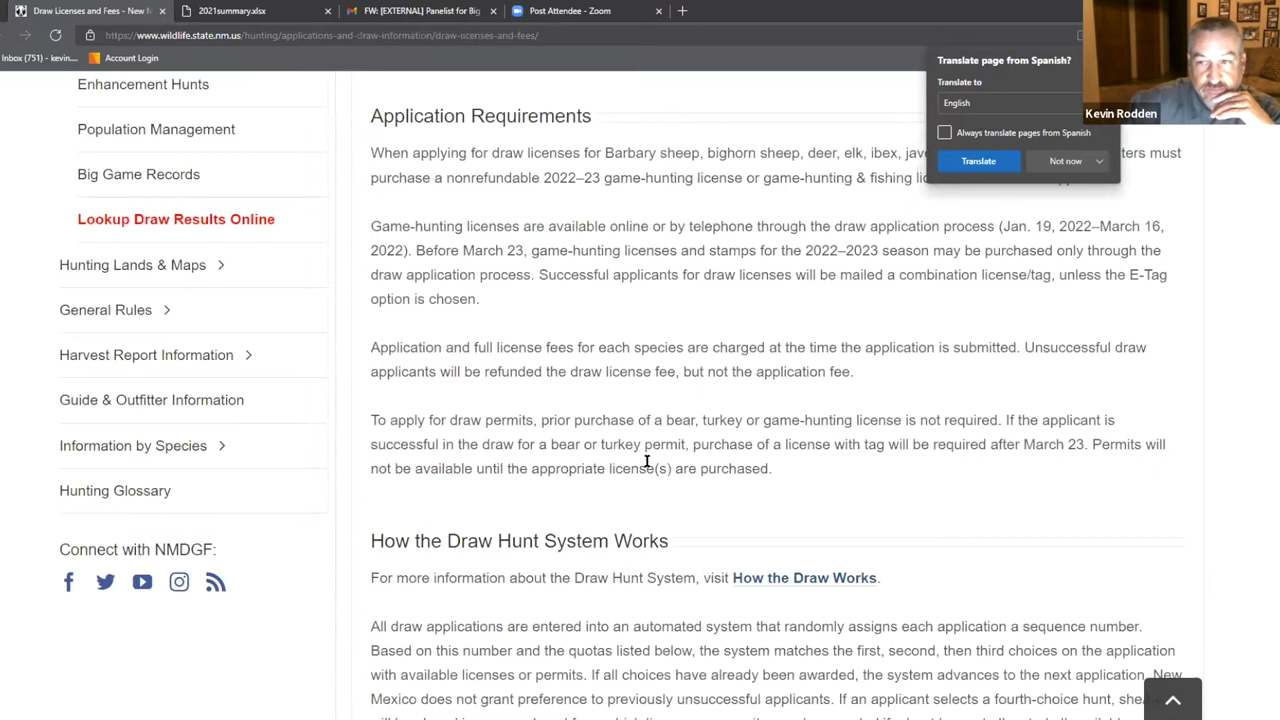 Draw Licenses and Fees - New M
2021summary.xlsx
FW: [EXTERNAL] Panelist for Big
Post Attendee - Zoom
https://www.wildlife.state.nm.us/hunting/applications-and-draw-information/draw-licenses-and-fees/
Inbox (751) - kevin....
Account Login
Enhancement Hunts
Population Management
Big Game Records
Lookup Draw Results Online
Hunting Lands & Maps
General Rules
Harvest Report Information
Guide & Outfitter Information
Information by Species
Hunting Glossary
Connect with NMDGF:
Application Requirements
When applying for draw licenses for Barbary sheep, bighorn sheep, deer, elk, ibex, jave ters must
purchase a nonrefundable 2022–23 game-hunting license or game-hunting & fishing lic
Game-hunting licenses are available online or by telephone through the draw application process (Jan. 19, 2022–March 16,
2022). Before March 23, game-hunting licenses and stamps for the 2022–2023 season may be purchased only through the
draw application process. Successful applicants for draw licenses will be mailed a combination license/tag, unless the E-Tag
option is chosen.
Application and full license fees for each species are charged at the time the application is submitted. Unsuccessful draw
applicants will be refunded the draw license fee, but not the application fee.
To apply for draw permits, prior purchase of a bear, turkey or game-hunting license is not required. If the applicant is
successful in the draw for a bear or turkey permit, purchase of a license with tag will be required after March 23. Permits will
not be available until the appropriate license(s) are purchased.
How the Draw Hunt System Works
For more information about the Draw Hunt System, visit How the Draw Works.
All draw applications are entered into an automated system that randomly assigns each application a sequence number.
Based on this number and the quotas listed below, the system matches the first, second, then third choices on the application
with available licenses or permits. If all choices have already been awarded, the system advances to the next application. New
Mexico does not grant preference to previously unsuccessful applicants. If an applicant selects a fourth-choice hunt, she
Translate page from Spanish?
Translate to
English
Always translate pages from Spanish
Translate
Not now
Kevin Rodden